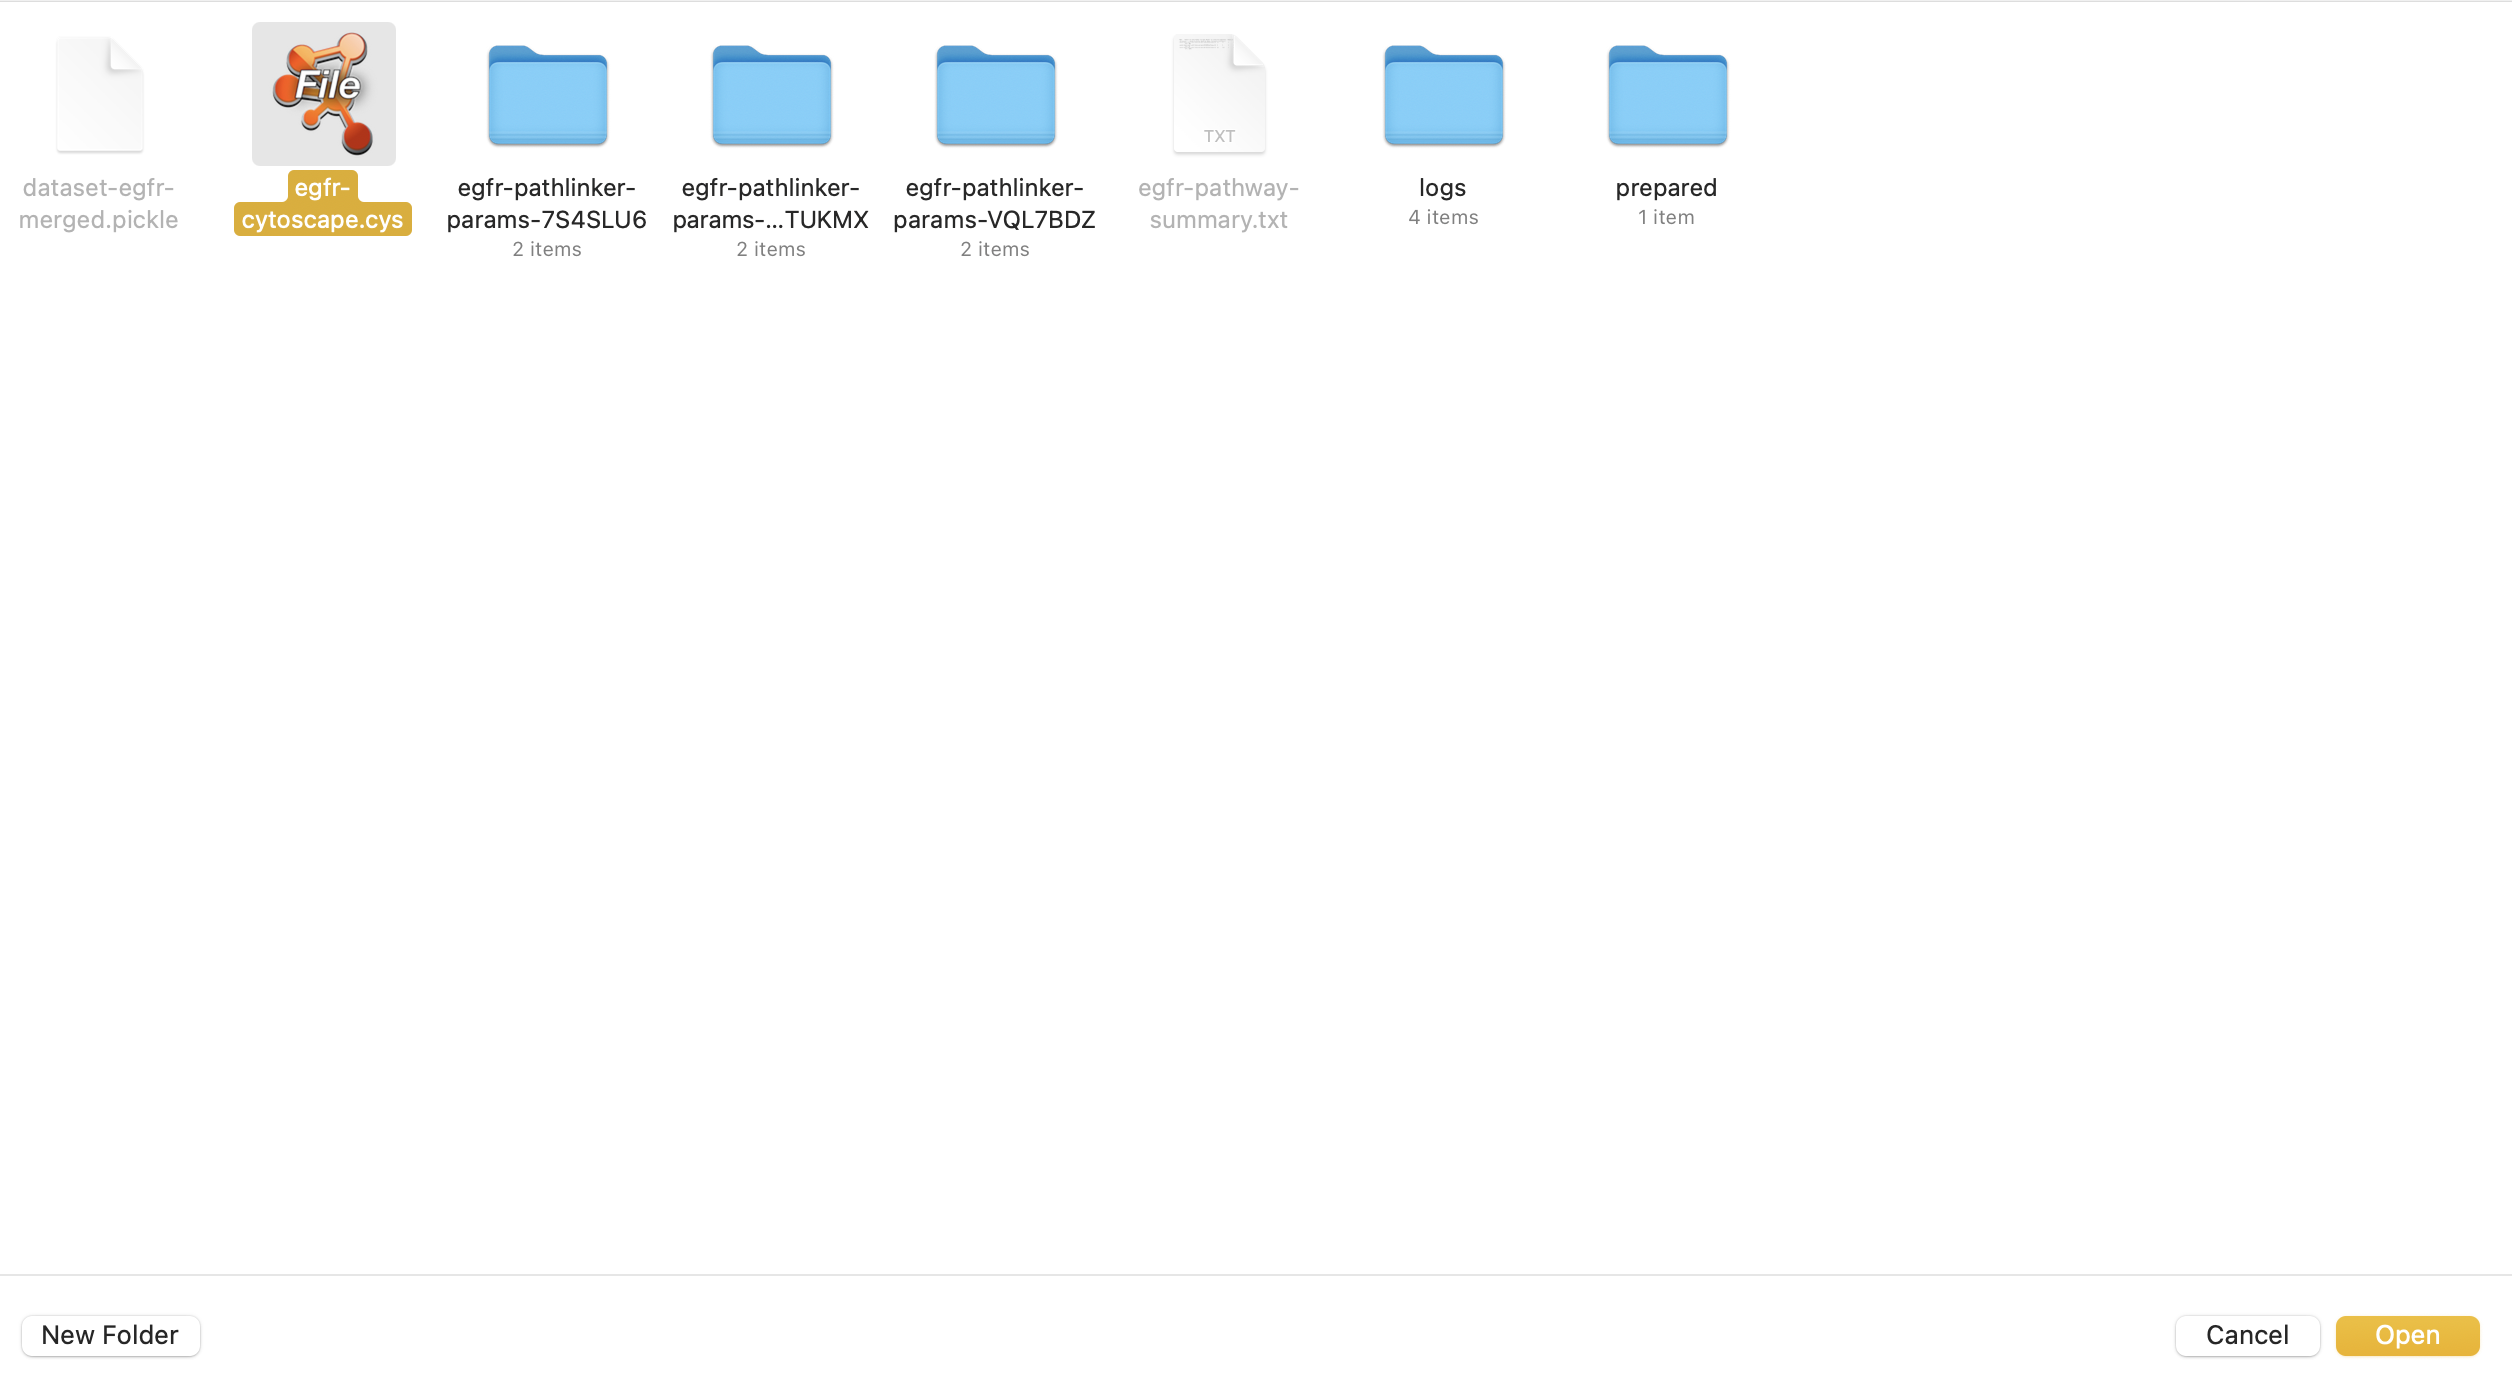 File
TXT
dataset-egfr-
merged.pickle
egfr-
cytoscape.cys
egfr-pathlinker-
params-7S4SLU6
2 items
egfr-pathlinker-
params-...TUKMX
2 items
egfr-pathlinker-
params-VQL7BDZ
2 items
egfr-pathway-
summary.txt
logs
4 items
prepared
1 item
New Folder
Cancel
Open